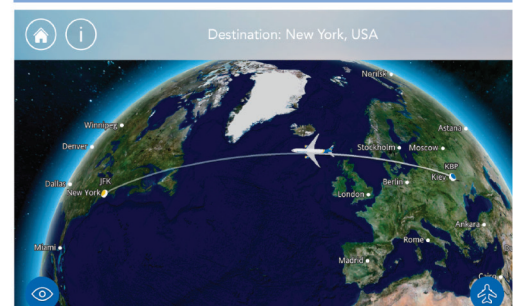 i
Destination: New York, USA
Norilsk
Winnipeg
Astana
Denver
Stockholm
Moscow
KBP
Kiev
Dallas
JFK
New York
Berlin
London
Ankara
Rome
Miami
Madrid
Cairo